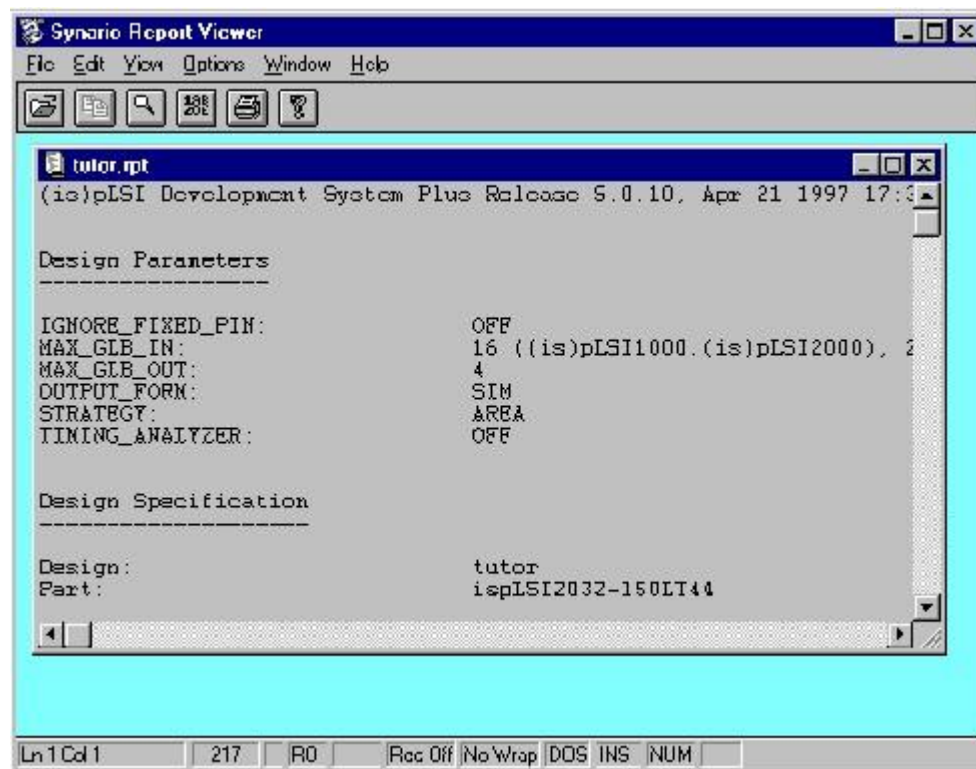 Synario Report Viewer
File Edit View Options Window Help
tutor.rpt
(is)pLSI Development System Plus Release 5.0.10, Apr 21 1997 17:3
Design Parameters
-----------------
IGNORE_FIXED_PIN: OFF
MAX_GLB_IN: 16 ((is)pLSI1000.(is)pLSI2000), 2
MAX_GLB_OUT: 4
OUTPUT_FORM: SIM
STRATEGY: AREA
TIMING_ANALYZER: OFF
Design Specification
--------------------
Design: tutor
Part: ispLSI2032-150LT44
Ln 1 Col 1 217 RO Rec Off No Wrap DOS INS NUM